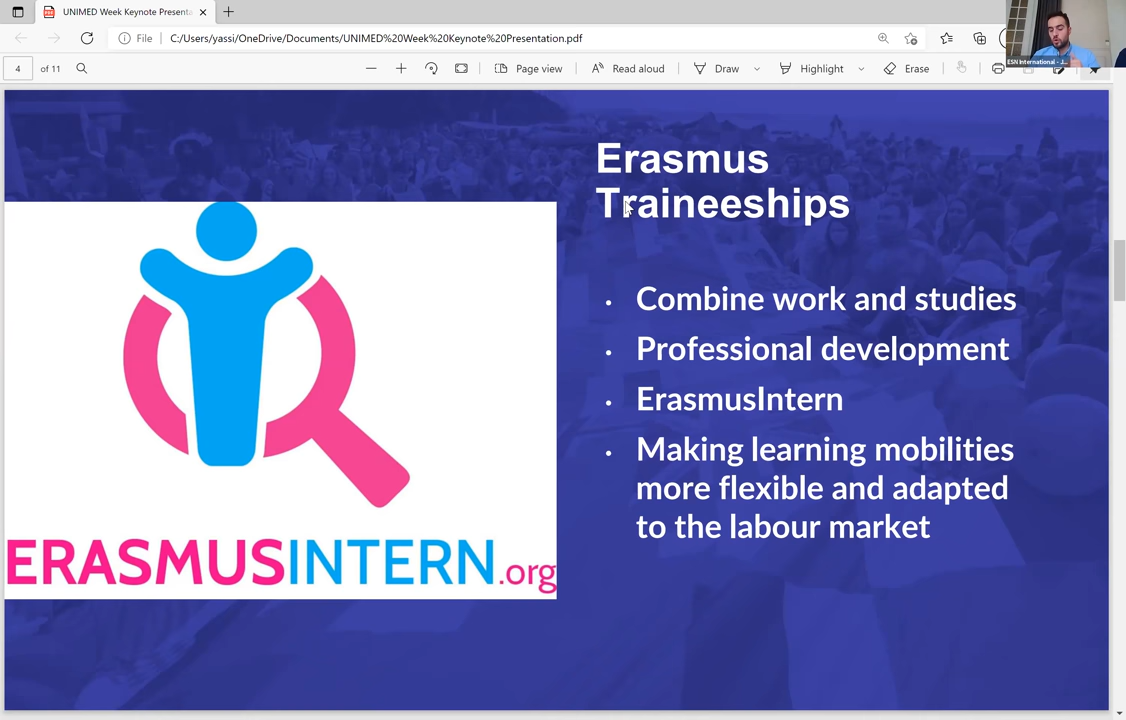 UNIMED Week Keynote Presenta
File
C:/Users/yassi/OneDrive/Documents/UNIMED%20Week%20Keynote%20Presentation.pdf
4 of 11
Page view
Read aloud
Draw
Highlight
Erase
ESN International - J...
Erasmus
Traineeships
• Combine work and studies
• Professional development
• ErasmusIntern
• Making learning mobilities
more flexible and adapted
to the labour market
ERASMUSINTERN.org